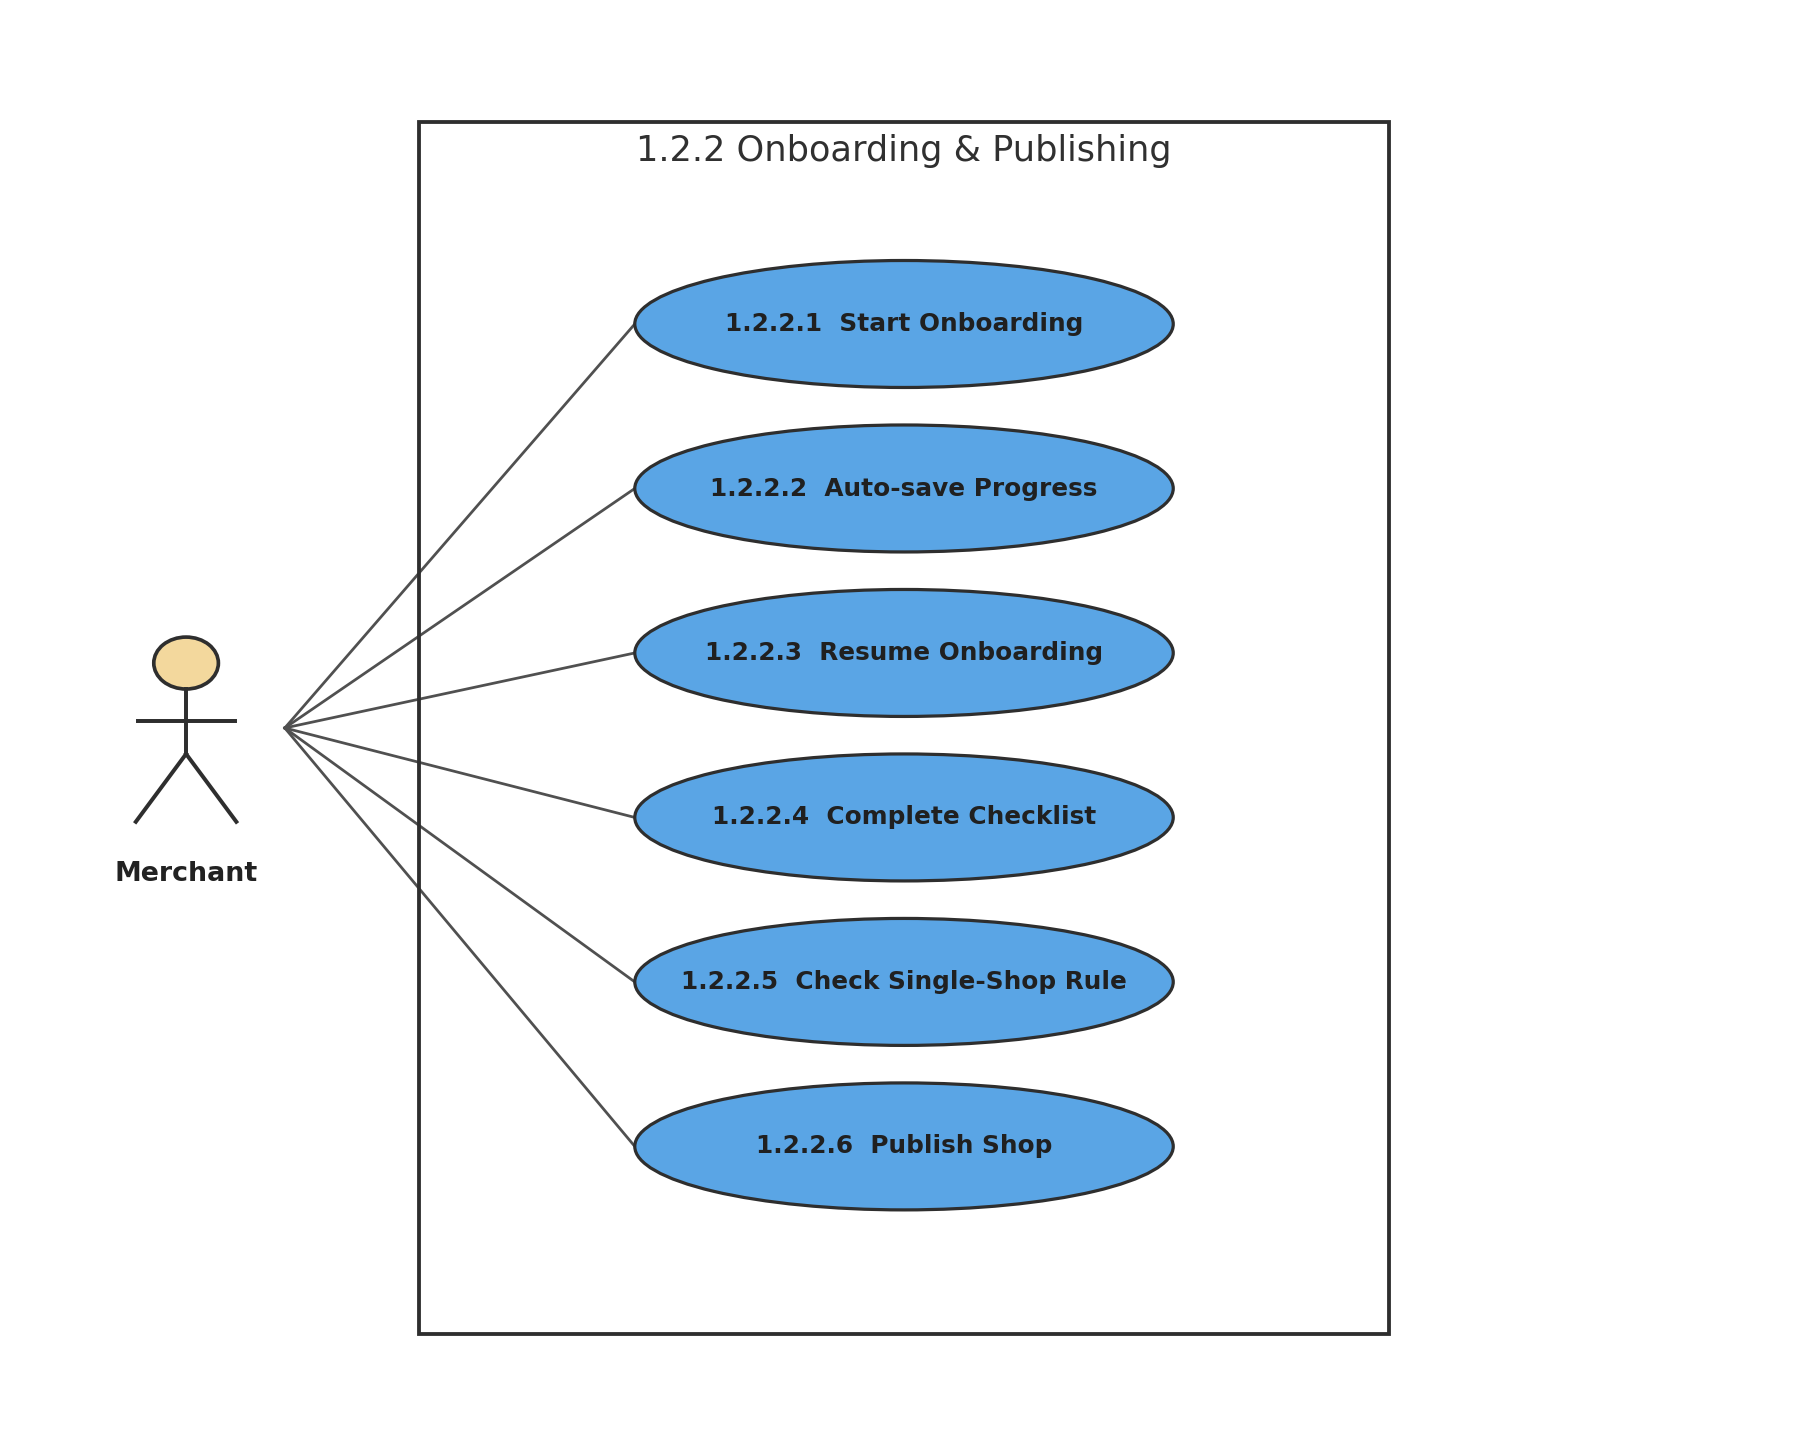 1.2.2 Onboarding & Publishing
1.2.2.1  Start Onboarding
1.2.2.2  Auto-save Progress
1.2.2.3  Resume Onboarding
1.2.2.4  Complete Checklist
Merchant
1.2.2.5  Check Single-Shop Rule
1.2.2.6  Publish Shop